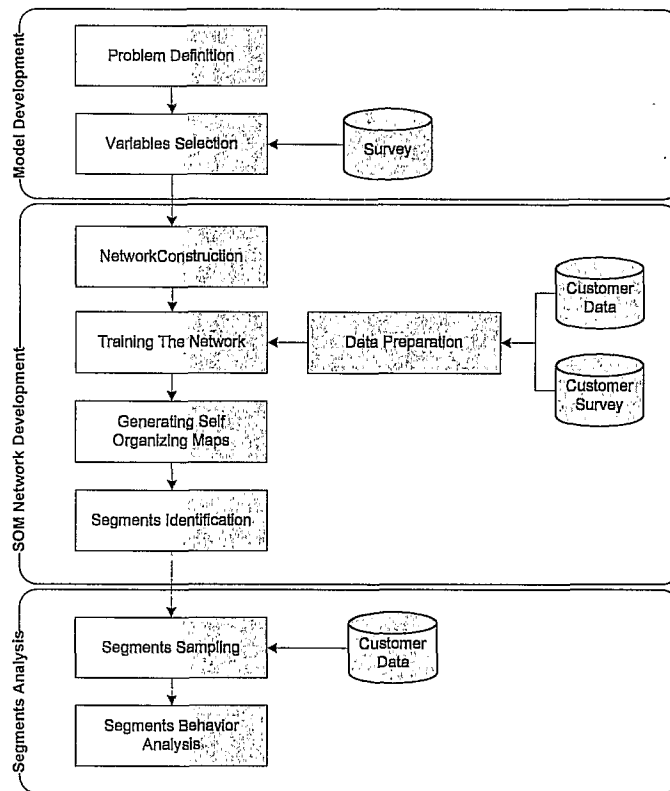 Model Development
Problem Definition
Variables Selection
Survey
SOM Network Development
NetworkConstruction
Training The Network
Data Preparation
Customer
Data
Customer
Survey
Generating Self
Organizing Maps
Segments Identification
Segments Analysis
Segments Sampling
Customer
Data
Segments Behavior
Analysis